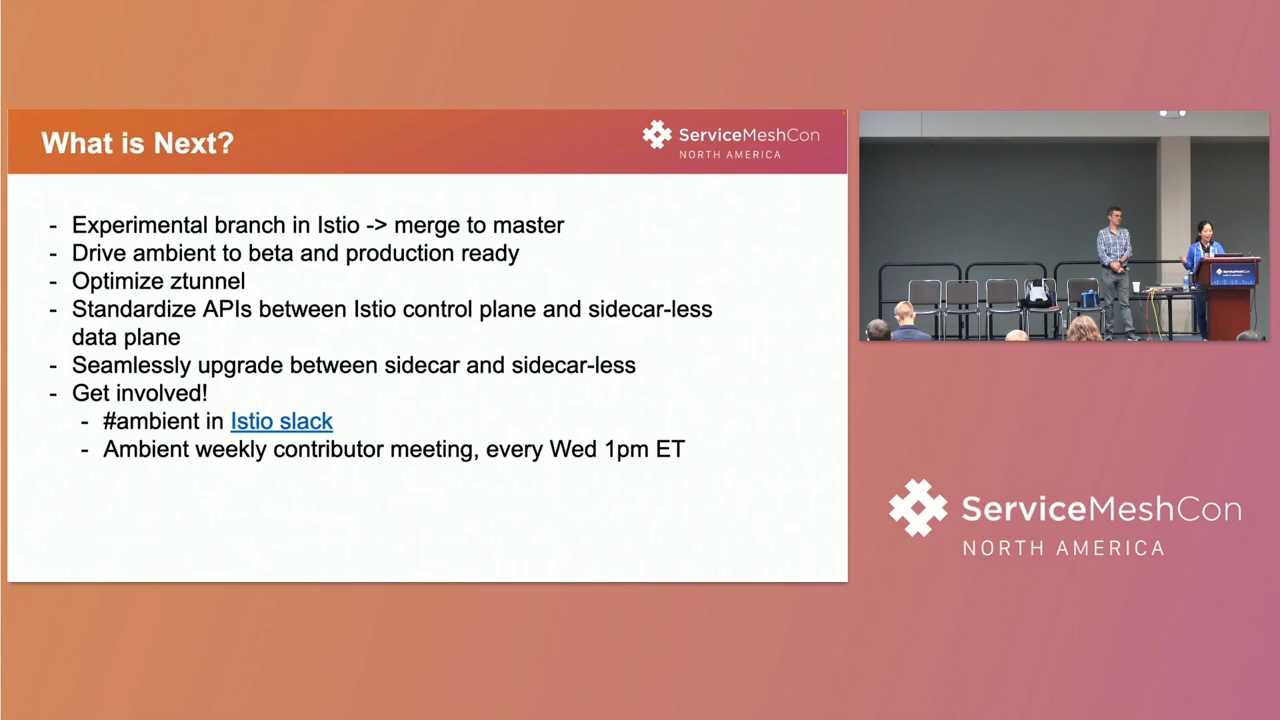 What is Next?
ServiceMeshCon
NORTH AMERICA
- Experimental branch in Istio -> merge to master
- Drive ambient to beta and production ready
- Optimize ztunnel
- Standardize APIs between Istio control plane and sidecar-less
data plane
- Seamlessly upgrade between sidecar and sidecar-less
- Get involved!
- #ambient in Istio slack
- Ambient weekly contributor meeting, every Wed 1pm ET
ServiceMeshCon
ServiceMeshCon
NORTH AMERICA